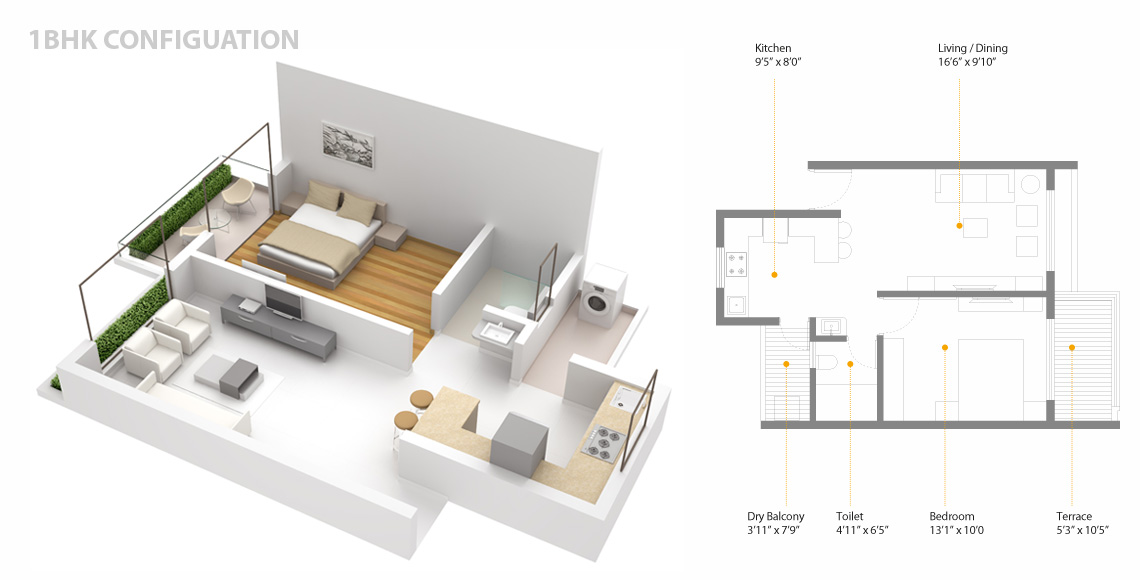 1BHK CONFIGUATION
Kitchen
9’5” x 8’0”
Living / Dining
16’6” x 9’10”
Dry Balcony
3’11” x 7’9”
Toilet
4’11” x 6’5”
Bedroom
13’1” x 10’0
Terrace
5’3” x 10’5”